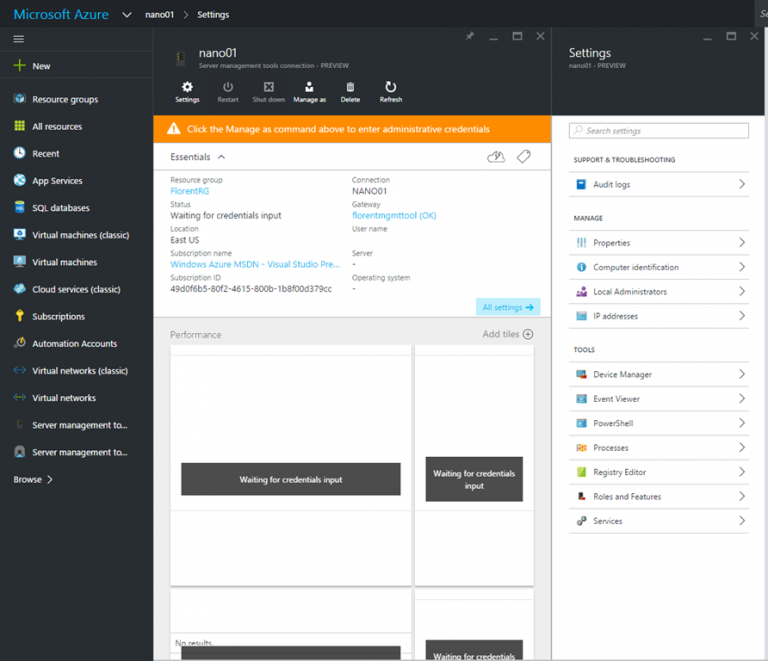 Microsoft Azure nano01 Settings
New
Resource groups
All resources
Recent
App Services
SQL databases
Virtual machines (classic)
Virtual machines
Cloud services (classic)
Subscriptions
Automation Accounts
Virtual networks (classic)
Virtual networks
Server management to...
Server management to...
Browse
nano01
Server management tools connection - PREVIEW
Settings Restart Shut down Manage as Delete Refresh
Click the Manage as command above to enter administrative credentials
Essentials
Resource group
FlorentRG
Status
Waiting for credentials input
Location
East US
Subscription name
Windows Azure MSDN - Visual Studio Pre...
Subscription ID
49d0f6b5-80f2-4615-800b-1b8f00d379cc
Connection
NANO01
Gateway
florentmgmttool (OK)
User name
Server
-
Operating system
-
All settings
Performance
Add tiles
Waiting for credentials input
Waiting for credentials
input
No results.
Waiting for credentials
Settings
nano01 - PREVIEW
Search settings
SUPPORT & TROUBLESHOOTING
Audit logs
MANAGE
Properties
Computer identification
Local Administrators
IP addresses
TOOLS
Device Manager
Event Viewer
PowerShell
Processes
Registry Editor
Roles and Features
Services